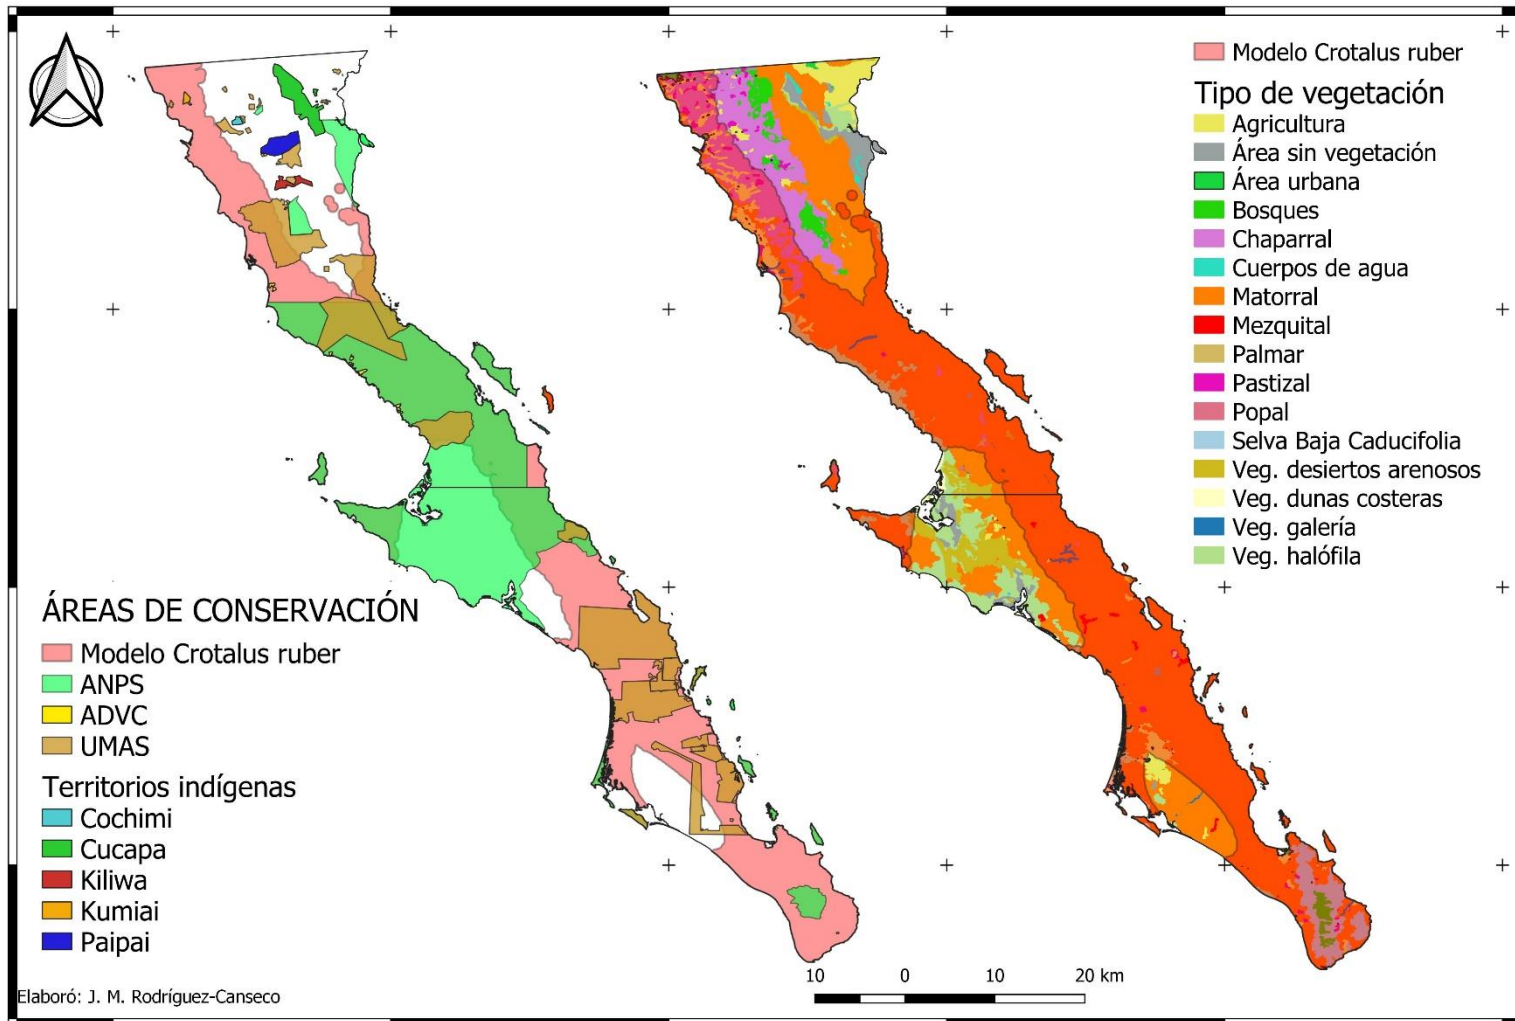 Modelo Crotalus ruber
Tipo de vegetación
Agricultura
Área sin vegetación
Área urbana
Bosques
Chaparral
Cuerpos de agua
Matorral
Mezquital
Palmar
Pastizal
Popal
Selva Baja Caducifolia
Veg. desiertos arenosos
Veg. dunas costeras
Veg. galería
Veg. halófila
ÁREAS DE CONSERVACIÓN
Modelo Crotalus ruber
ANPS
ADVC
UMAS
Territorios indígenas
Cochimi
Cucapa
Kiliwa
Kumiai
Paipai
Elaboró: J. M. Rodríguez-Canseco
10 0 10 20 km